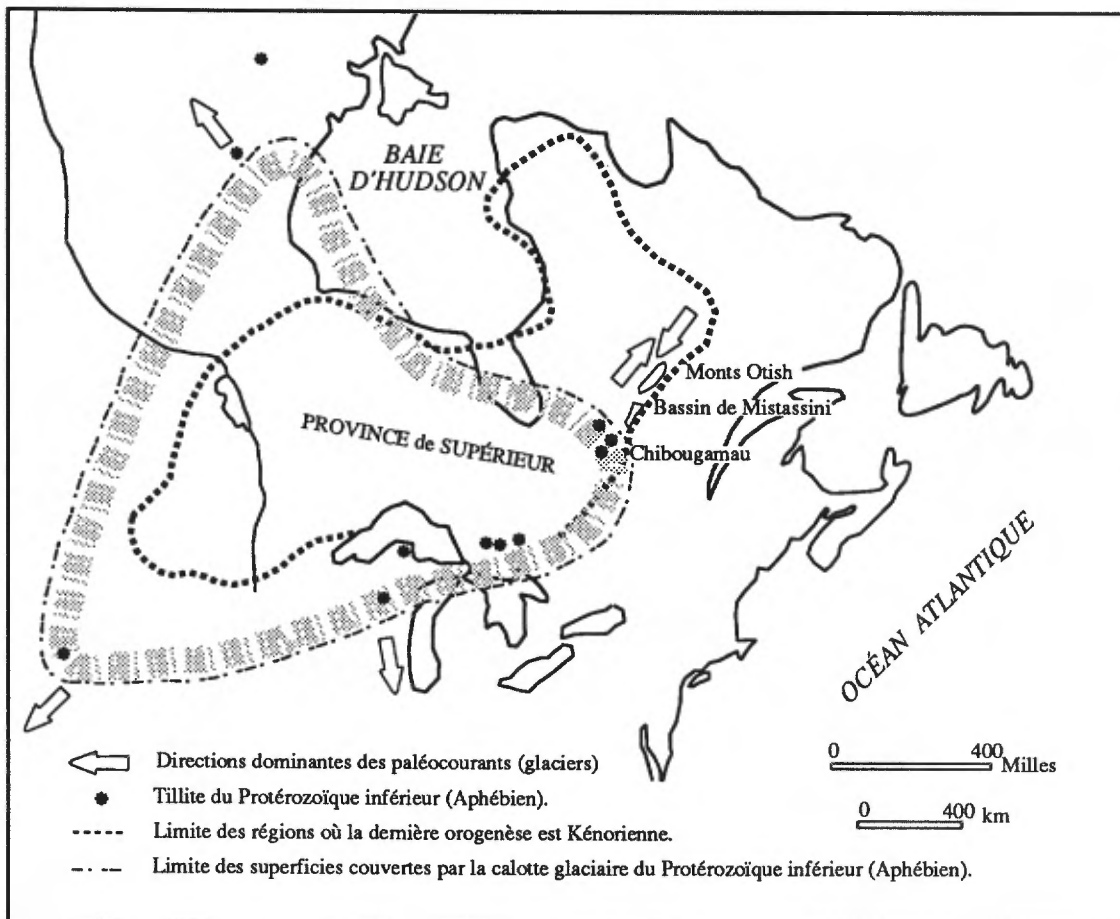 BAIE
D'HUDSON
Monts Otish
Bassin de Mistassini
PROVINCE de SUPÉRIEUR
Chibougamau
OCÉAN ATLANTIQUE
Directions dominantes des paléocourants (glaciers)
0 400 Milles
Tillite du Protérozoïque inférieur (Aphébien).
0 400 km
Limite des régions où la dernière orogenèse est Kénorienne.
Limite des superficies couvertes par la calotte glaciaire du Protérozoïque inférieur (Aphébien).